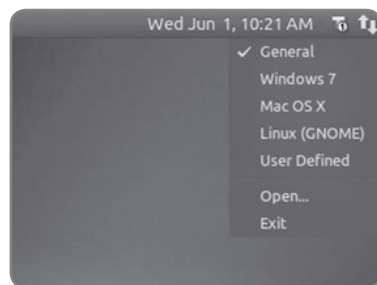 Wed Jun 1, 10:21 AM
General
Windows 7
Mac OS X
Linux (GNOME)
User Defined
Open...
Exit